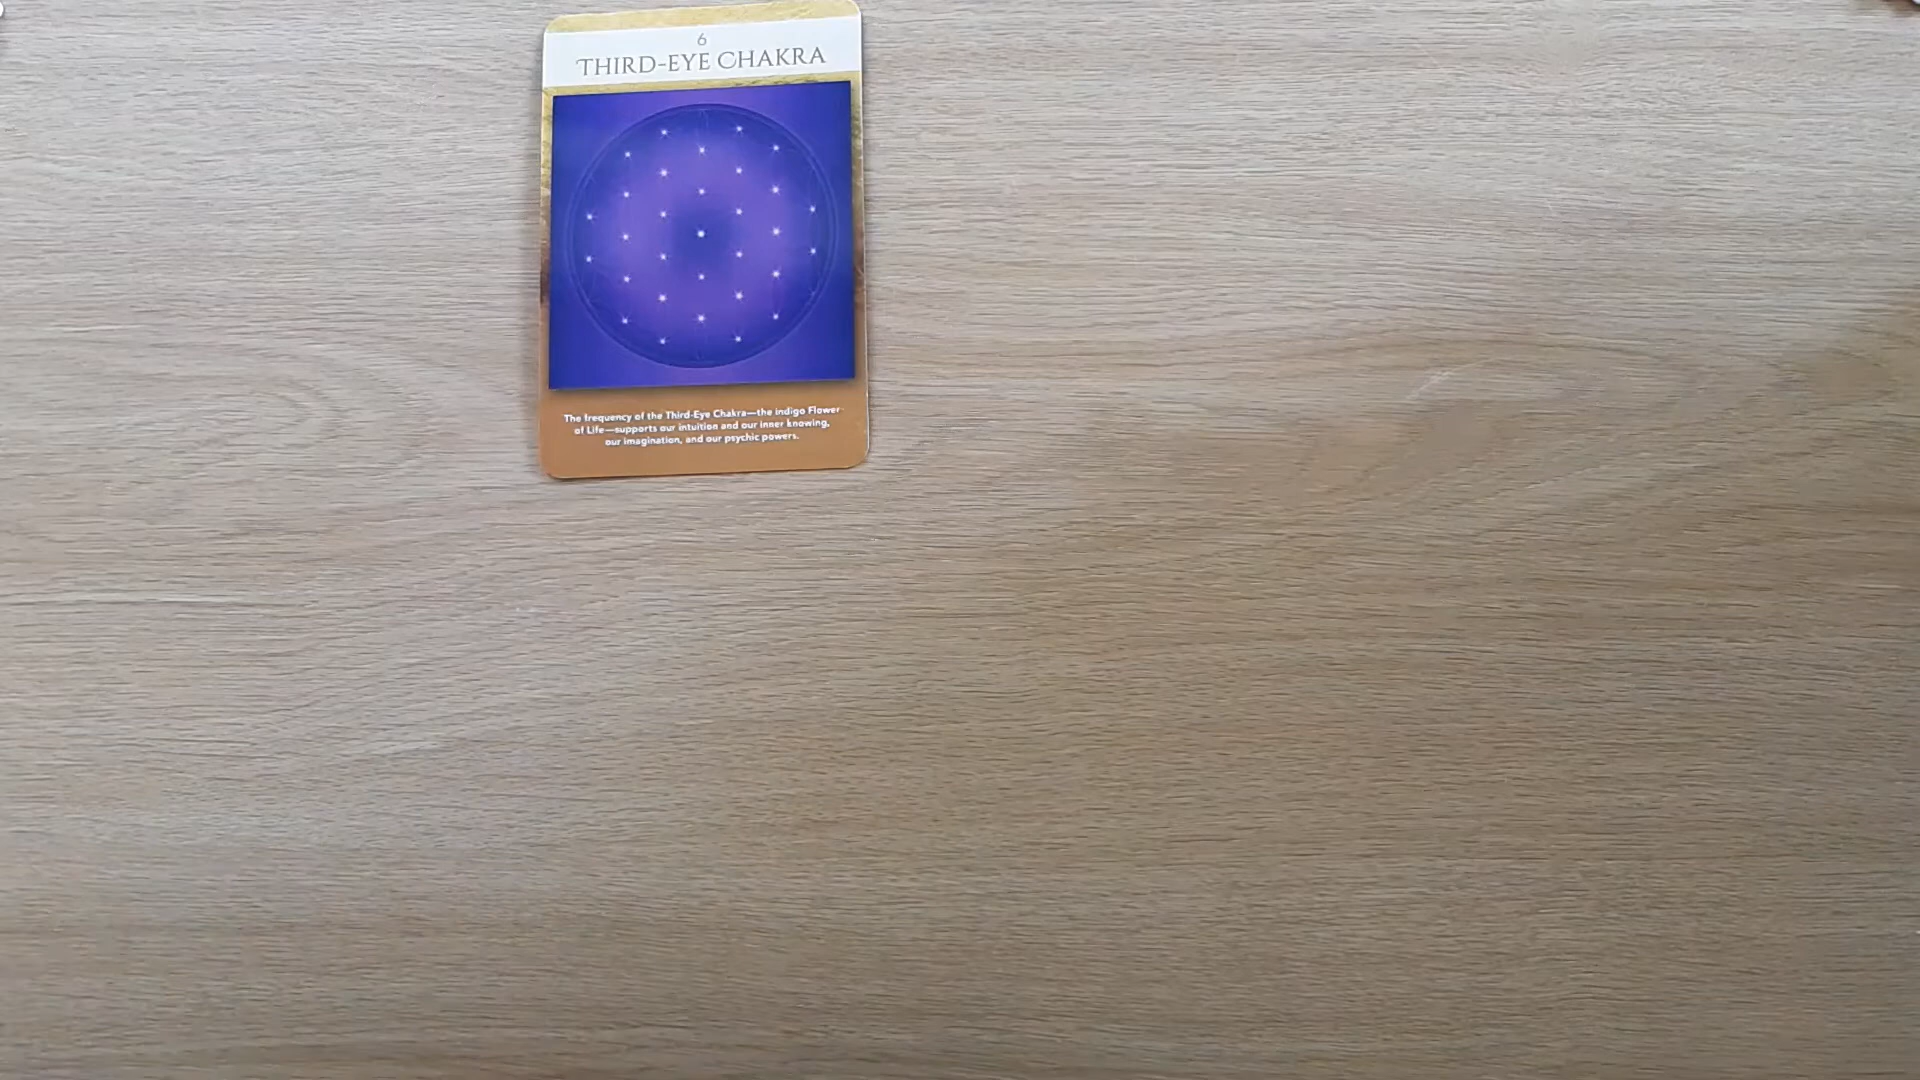 6
THIRD-EYE CHAKRA
The frequency of the Third-Eye Chakra—the indigo Flower
of Life—supports our intuition and our inner knowing,
our imagination, and our psychic powers.